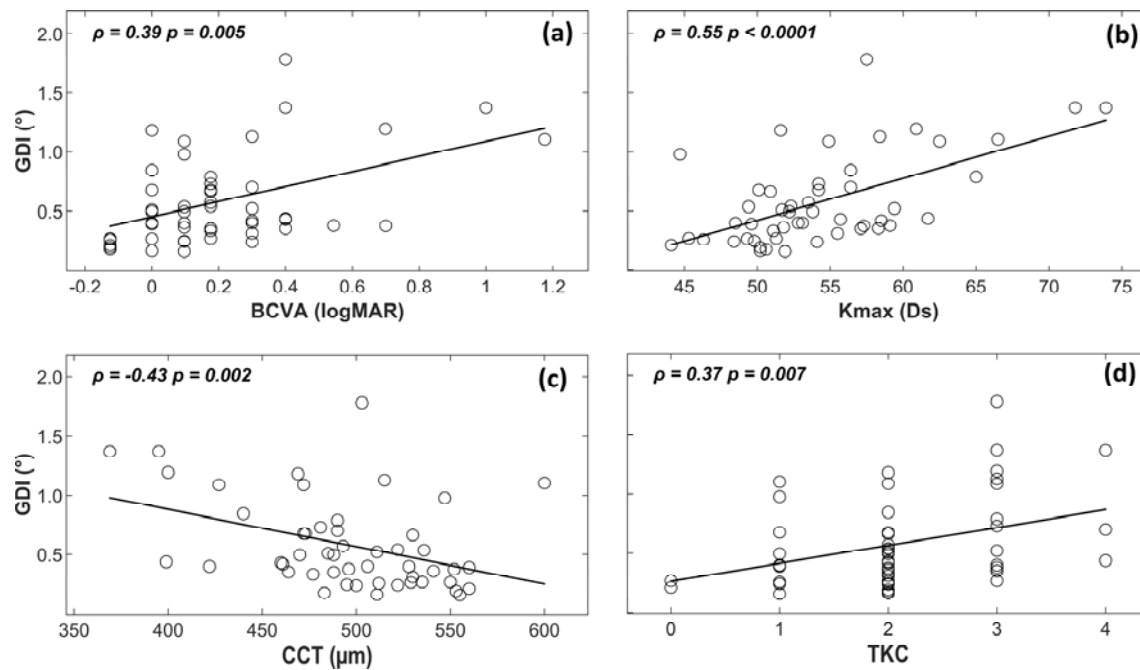 ρ = 0.39 p = 0.005 (a)
2.0
1.5
1.0
0.5
GDI (°)
-0.2 0 0.2 0.4 0.6 0.8 1 1.2
BCVA (logMAR)
ρ = 0.55 p < 0.0001 (b)
45 50 55 60 65 70 75
Kmax (Ds)
ρ = -0.43 p = 0.002 (c)
2.0
1.5
1.0
0.5
GDI (°)
350 400 450 500 550 600
CCT (µm)
ρ = 0.37 p = 0.007 (d)
0 1 2 3 4
TKC